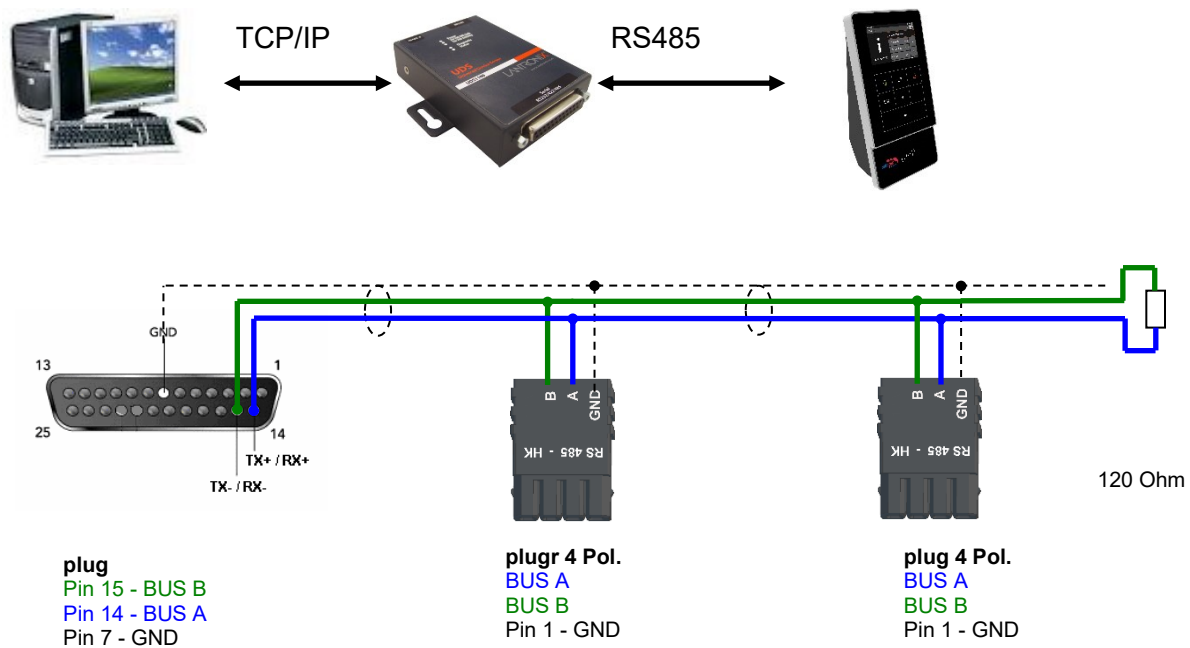 TCP/IP
RS485
UDS
LANTRONIX
GND
13
1
25
14
TX+ / RX+
TX- / RX-
B
A
GND
RS 485 - HK
B
A
GND
RS 485 - HK
120 Ohm
plug
Pin 15 - BUS B
Pin 14 - BUS A
Pin 7 - GND
plugr 4 Pol.
BUS A
BUS B
Pin 1 - GND
plug 4 Pol.
BUS A
BUS B
Pin 1 - GND